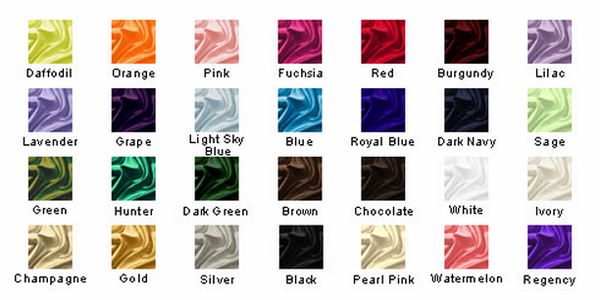 Daffodil Orange Pink Fuchsia Red Burgundy Lilac
Lavender Grape Light Sky Blue Blue Royal Blue Dark Navy Sage
Green Hunter Dark Green Brown Chocolate White Ivory
Champagne Gold Silver Black Pearl Pink Watermelon Regency